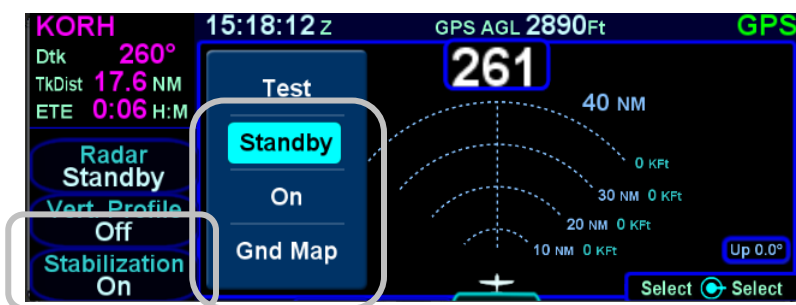 KORH
15:18:12 Z
GPS AGL 2890Ft
GPS
Dtk 260°
TkDist 17.6 NM
ETE 0:06 H:M
261
Test
Standby
On
Gnd Map
40 NM
0 KFt
30 NM 0 KFt
20 NM 0 KFt
10 NM 0 KFt
Radar
Standby
Vert. Profile
Off
Stabilization
On
Up 0.0°
Select Select